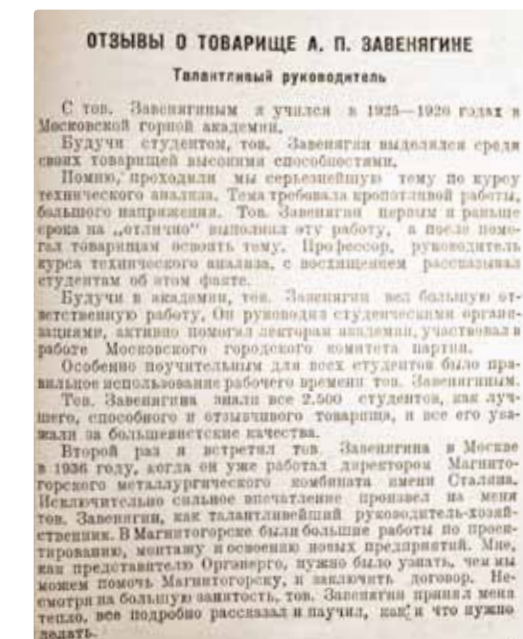 ОТЗЫВЫ О ТОВАРИЩЕ А. П. ЗАВЕНЯГИНЕ
Талантливый руководитель
С тов. Завенягиным я учился в 1925—1926 годах в
Московской горной академии.
Будучи студентом, тов. Завенягин выделялся среди
своих товарищей высокими способностями.
Помню, проходили мы серьезнейшую тему по курсу
технического анализа. Тема требовала кропотливой работы,
большого напряжения. Тов. Завенягин первым и раньше
срока на „отлично" выполнил эту работу, а после помо-
гал товарищам освоить тему. Профессор, руководитель
курса технического анализа, с восхищением рассказывал
студентам об этом факте.
Будучи в академии, тов. Завенягин вел большую от-
ветственную работу. Он руководил студенческими органи-
зациями, активно помогал лекторам академии, участвовал в
работе Московского городского комитета партии.
Особенно поучительным для всех студентов было пра-
вильное использование рабочего времени тов. Завенягиным.
Тов. Завенягина знали все 2.500 студентов, как луч-
шего, способного и отзывчивого товарища, и все его ува-
жали за большевистские качества.
Второй раз я встретил тов. Завенягина в Москве
в 1936 году, когда он уже работал директором Магнито-
горского металлургического комбината имени Сталина.
Исключительно сильное впечатление произвел на меня
тов. Завенягин, как талантливейший руководитель-хозяй-
ственник. В Магнитогорске были большие работы по проек-
тированию, монтажу и освоению новых предприятий. Мне,
как представителю Оргэнерго, нужно было узнать, чем мы
можем помочь Магнитогорску, и заключить договор. Не-
смотря на большую занятость, тов. Завенягин принял меня
тепло, все подробно рассказал и научил, как и что нужно
делать.